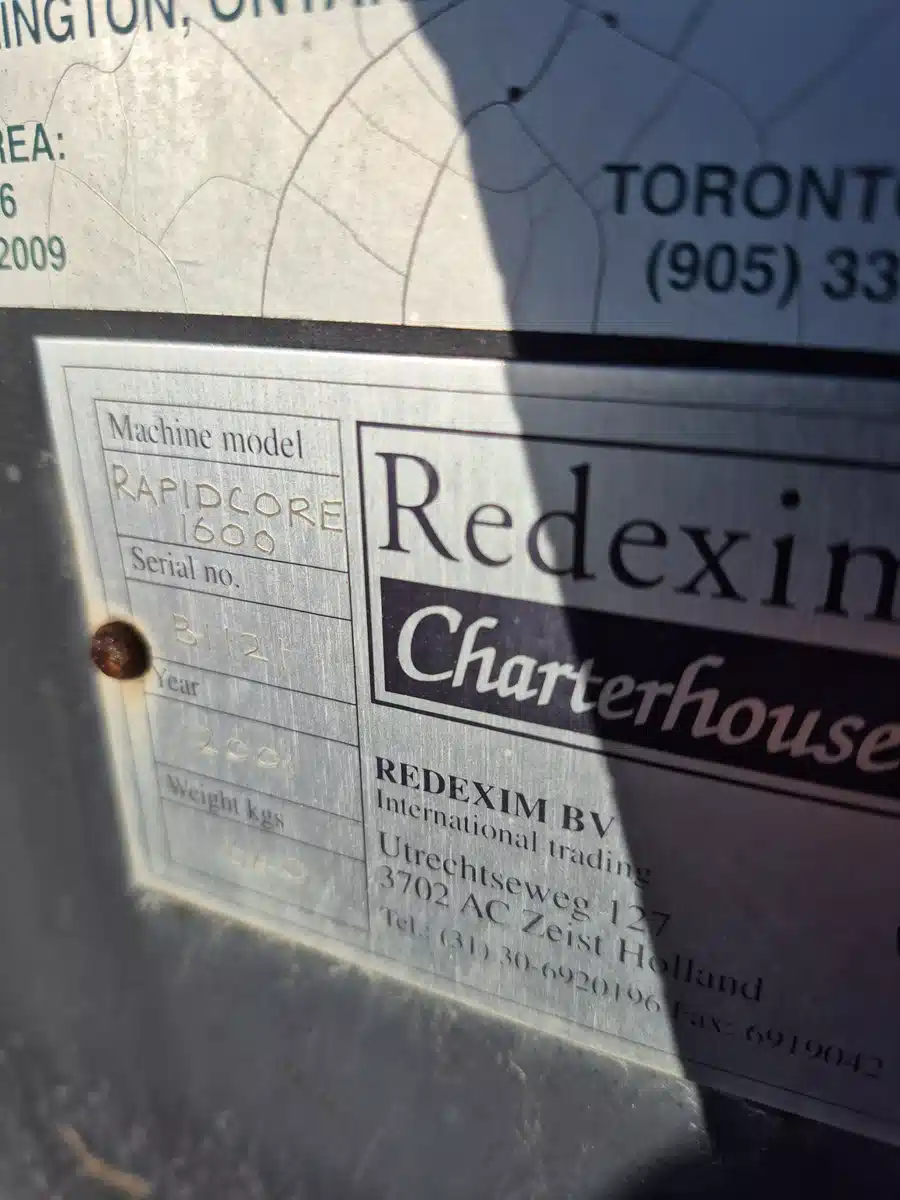 INGTON, ONTA
REA:
6
2009
TORONTO
(905) 33
Machine model
RAPIDCORE
1600
Serial no.
Year
Weight kgs
Redexim
Charterhouse
REDEXIM BV
International trading
Utrechtseweg 127
3702 AC Zeist Holland
Tel.: (31) 30-6920196 Fax: 6919042